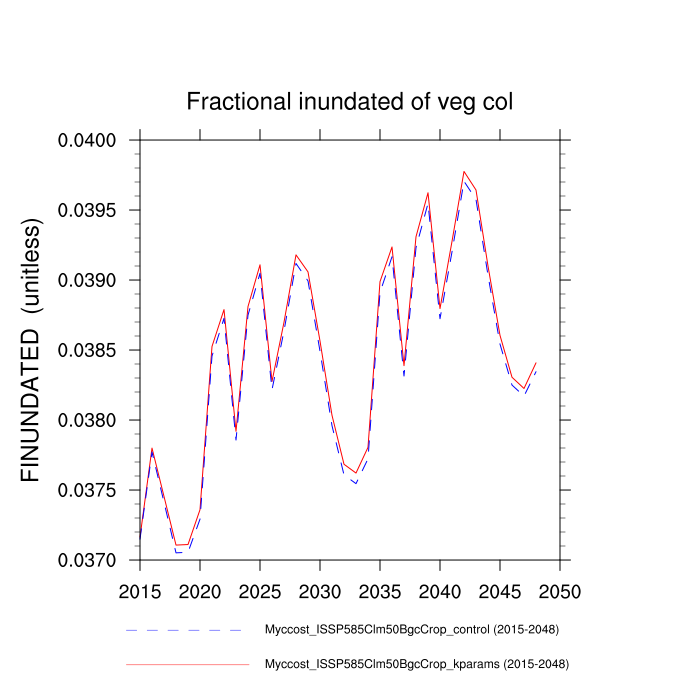 Fractional inundated of veg col
FINUNDATED (unitless)
0.0400
0.0395
0.0390
0.0385
0.0380
0.0375
0.0370
2015 2020 2025 2030 2035 2040 2045 2050
Myccost_ISSP585Clm50BgcCrop_control (2015-2048)
Myccost_ISSP585Clm50BgcCrop_kparams (2015-2048)